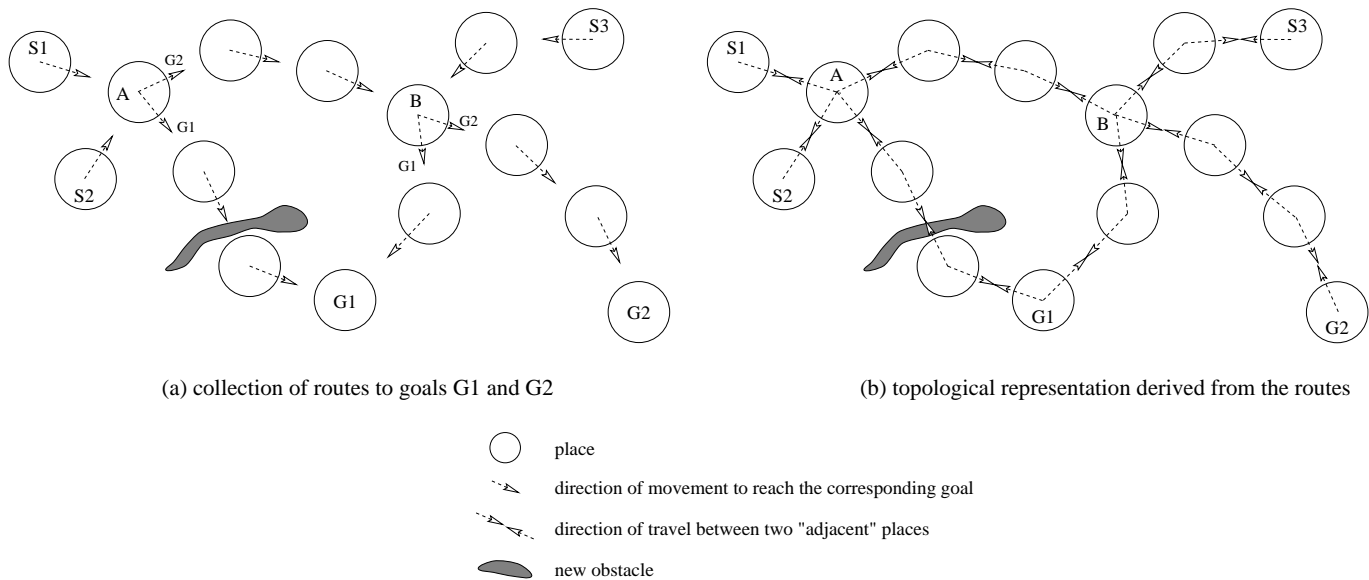 S1
G2
A
G1
S2
S3
B
G2
G1
G1
G2
S1
A
S2
S3
B
G1
G2
(a) collection of routes to goals G1 and G2
(b) topological representation derived from the routes
place
direction of movement to reach the corresponding goal
direction of travel between two "adjacent" places
new obstacle